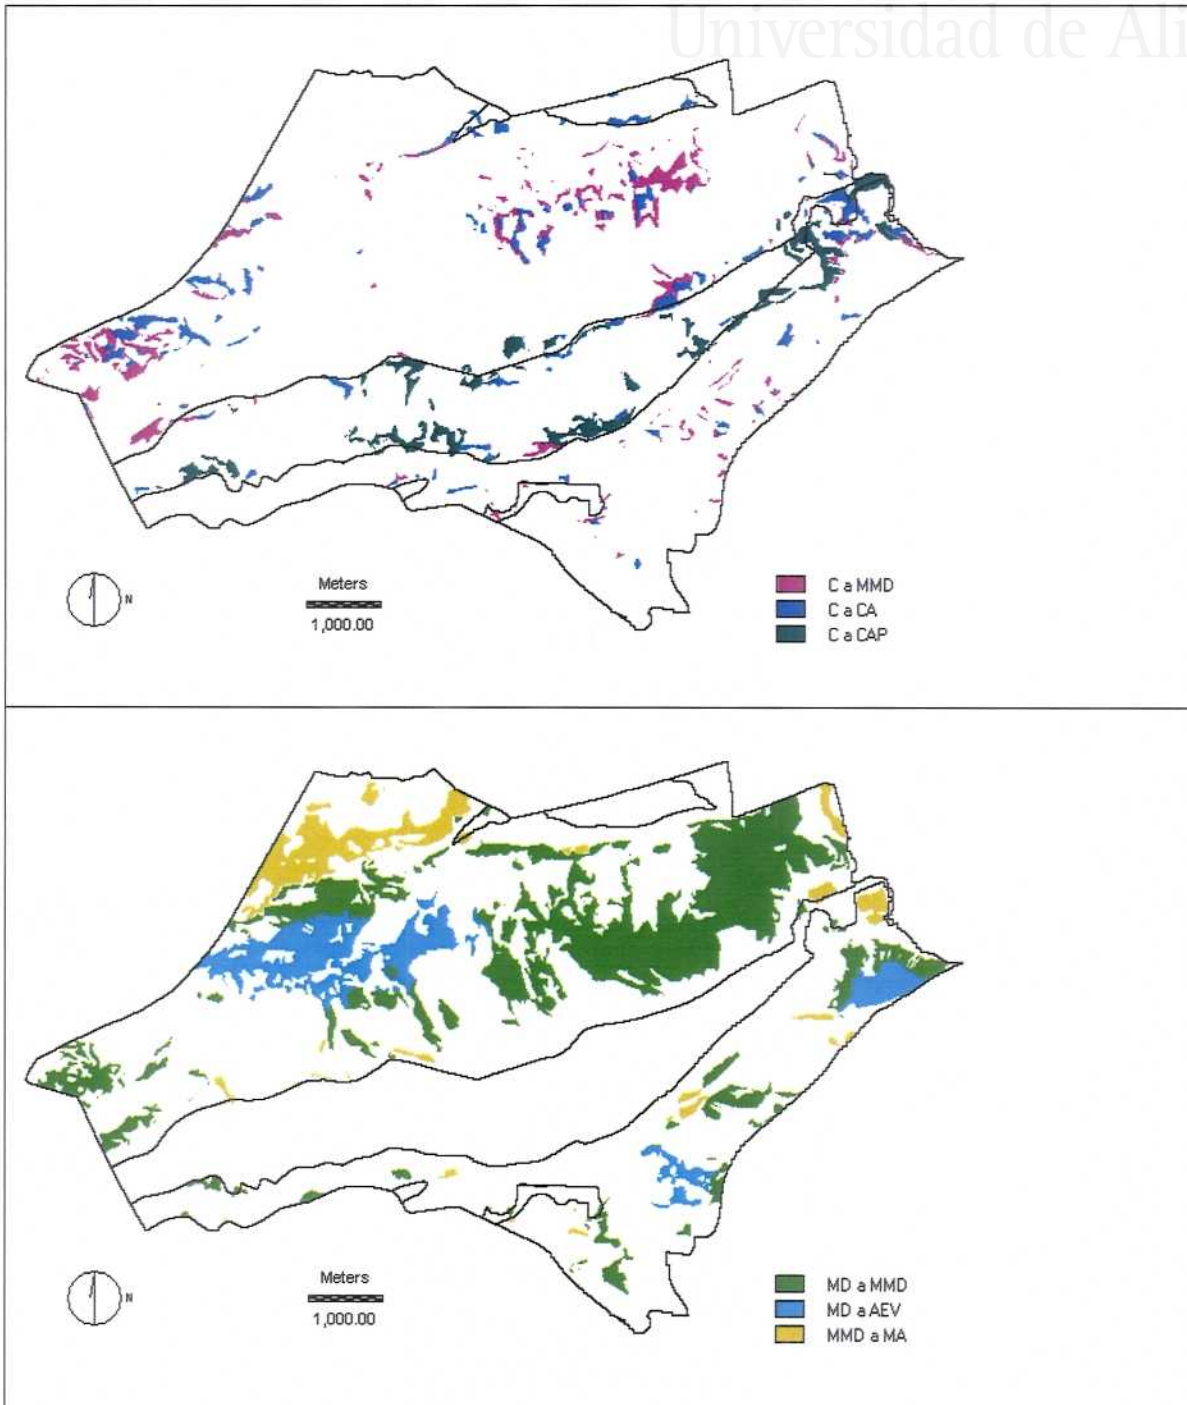 Universidad de Ali
Meters
1,000.00
N
C a MMD
C a CA
C a CAP
Meters
1,000.00
N
MD a MMD
MD a AEV
MMD a MA